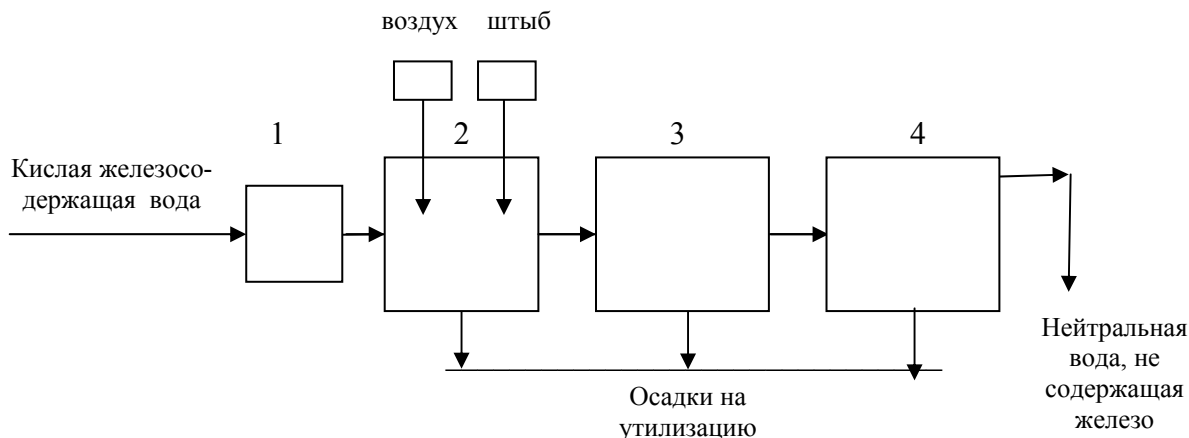 воздух штыб
1 2 3 4
Кислая железосо-
держащая вода
Нейтральная
вода, не
содержащая
железо
Осадки на
утилизацию